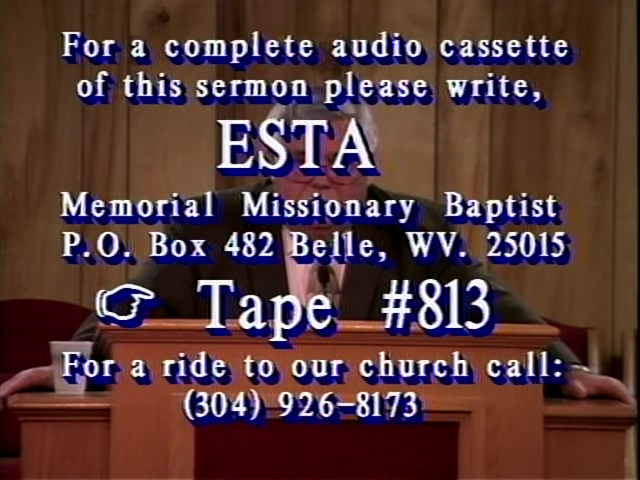 For a complete audio cassette
of this sermon please write,
ESTA
Memorial Missionary Baptist
P.O. Box 482 Belle, WV. 25015
Tape #813
For a ride to our church call:
(304) 926-8173